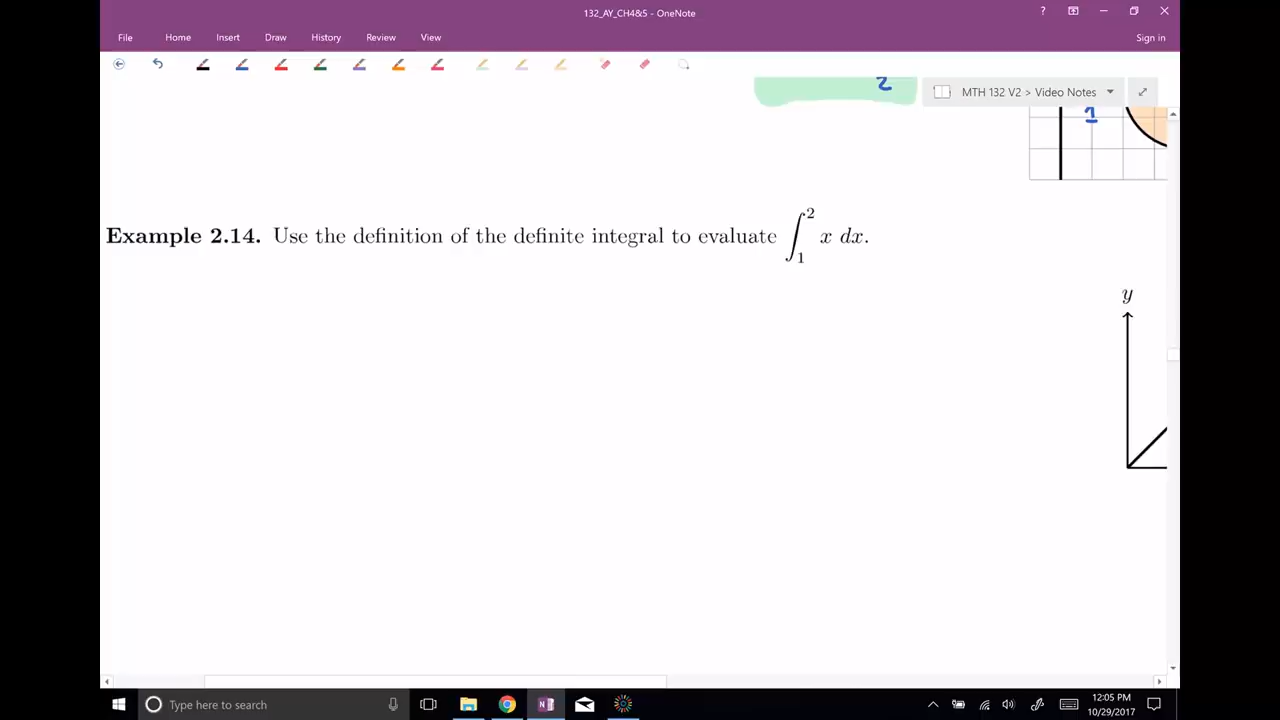 132_AY_CH4&5 - OneNote
?
File Home Insert Draw History Review View
Sign in
2
MTH 132 V2 > Video Notes
1
Example 2.14. Use the definition of the definite integral to evaluate ∫₁² x dx.
y
Type here to search
12:05 PM
10/29/2017